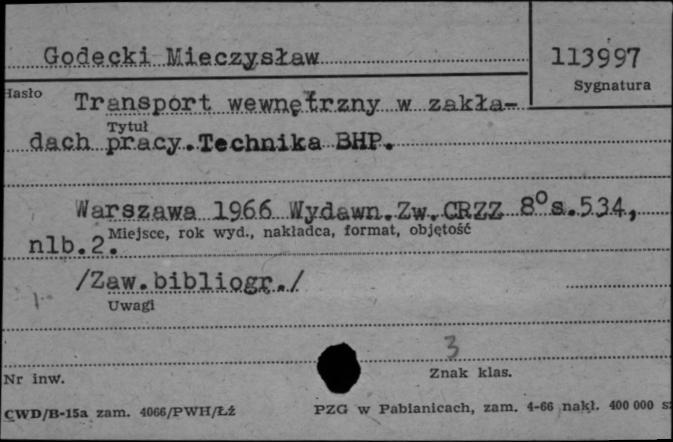 Godecki Mieczysław
113997
Hasło
Sygnatura
Transport wewnętrzny w zakła-
Tytuł
dach pracy.Technika BHP.
Warszawa 1966 Wydawn.Zw.CRZZ 8⁰s.534,
Miejsce, rok wyd., nakładca, format, objętość
nlb.2.
/Zaw.bibliogr./
Uwagi
3
Nr inw.
Znak klas.
CWD/B-15a zam. 4066/PWH/Łź
PZG w Pabianicach, zam. 4-66 nakł. 400 000